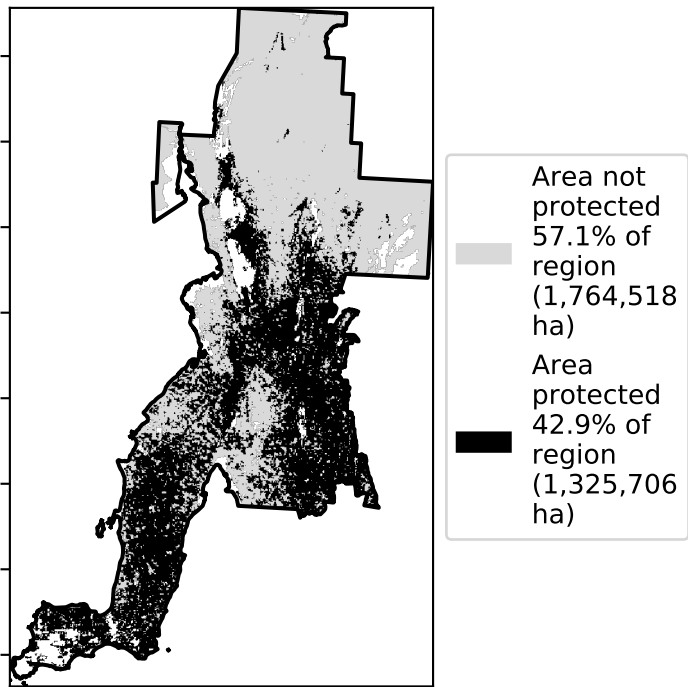 Area not
protected
57.1% of
region
(1,764,518
ha)
Area
protected
42.9% of
region
(1,325,706
ha)